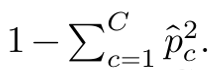 1 − ∑_{c=1}^{C} p̂_c^2.